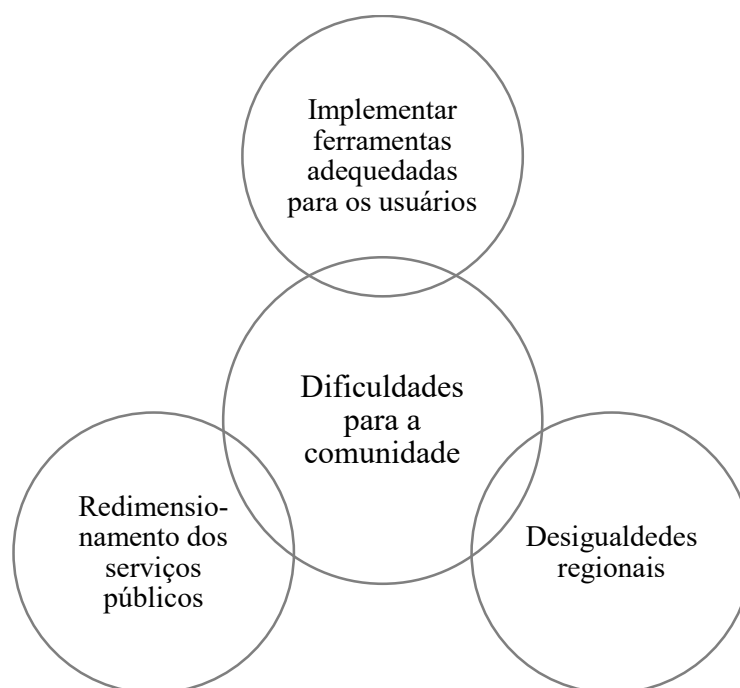 Implementar
ferramentas
adequedadas
para os usuários
Dificuldades
para a
comunidade
Redimensio-
namento dos
serviços
públicos
Desigualdedes
regionais